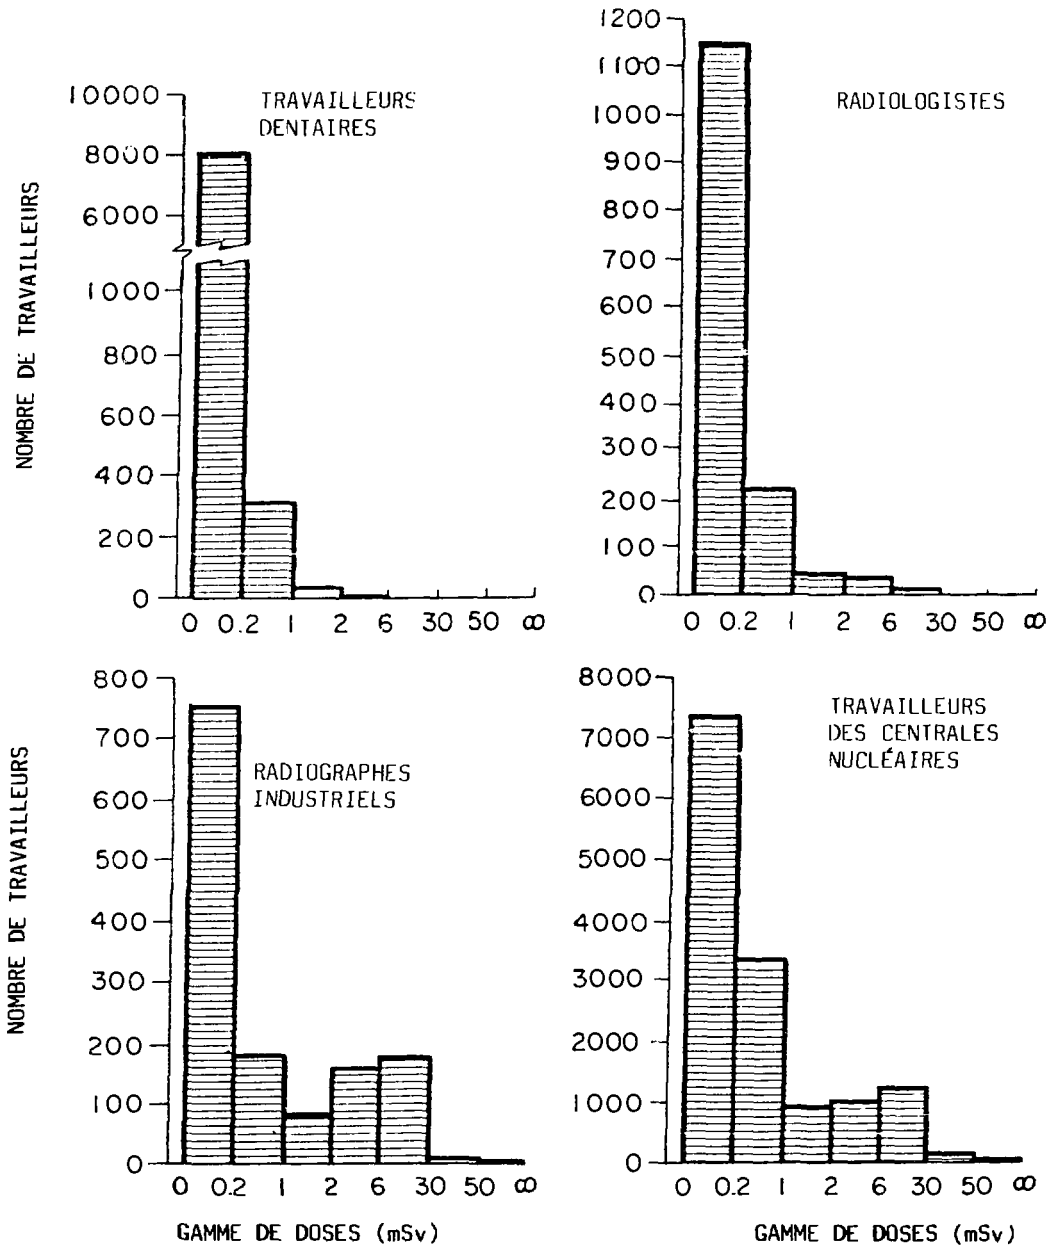 TRAVAILLEURS
DENTAIRES
NOMBRE DE TRAVAILLEURS
10000
8000
6000
1000
800
600
400
200
0
0 0.2 1 2 6 30 50 ∞
RADIOLOGISTES
1200
1100
1000
900
800
700
600
500
400
300
200
100
0
0 0.2 1 2 6 30 50 ∞
RADIOGRAPHES
INDUSTRIELS
NOMBRE DE TRAVAILLEURS
800
700
600
500
400
300
200
100
0
0 0.2 1 2 6 30 50 ∞
GAMME DE DOSES (mSv)
TRAVAILLEURS
DES CENTRALES
NUCLÉAIRES
8000
7000
6000
5000
4000
3000
2000
1000
0
0 0.2 1 2 6 30 50 ∞
GAMME DE DOSES (mSv)